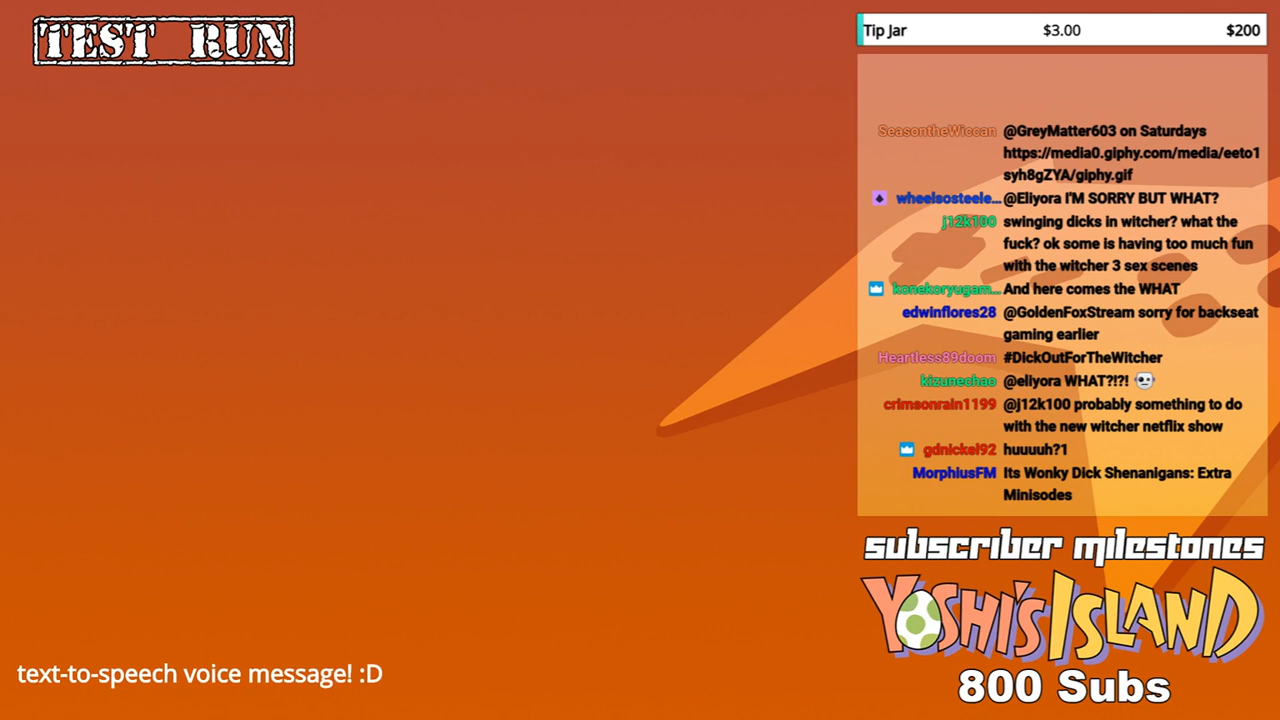 TEST RUN
Tip Jar $3.00 $200
SeasontheWiccan @GreyMatter603 on Saturdays
https://media0.giphy.com/media/eeto1
syh8gZYA/giphy.gif
wheelsosteele... @Eliyora I'M SORRY BUT WHAT?
j12k100 swinging dicks in witcher? what the
fuck? ok some is having too much fun
with the witcher 3 sex scenes
konekoryugam... And here comes the WHAT
edwinflores28 @GoldenFoxStream sorry for backseat
gaming earlier
Heartless89doom #DickOutForTheWitcher
kizunechao @eliyora WHAT?!?!
crimsonrain1199 @j12k100 probably something to do
with the new witcher netflix show
gdnickel92 huuuuh?1
MorphiusFM Its Wonky Dick Shenanigans: Extra
Minisodes
subscriber milestones
YOSHI'S ISLAND
800 Subs
text-to-speech voice message! :D